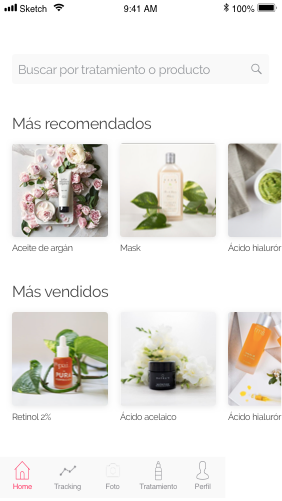 Sketch
9:41 AM
100%
Buscar por tratamiento o producto
Más recomendados
Aceite de argán
Mask
Ácido hialurón
Más vendidos
Retinol 2%
Ácido acelaico
Ácido hialurón
Home
Tracking
Foto
Tratamiento
Perfil